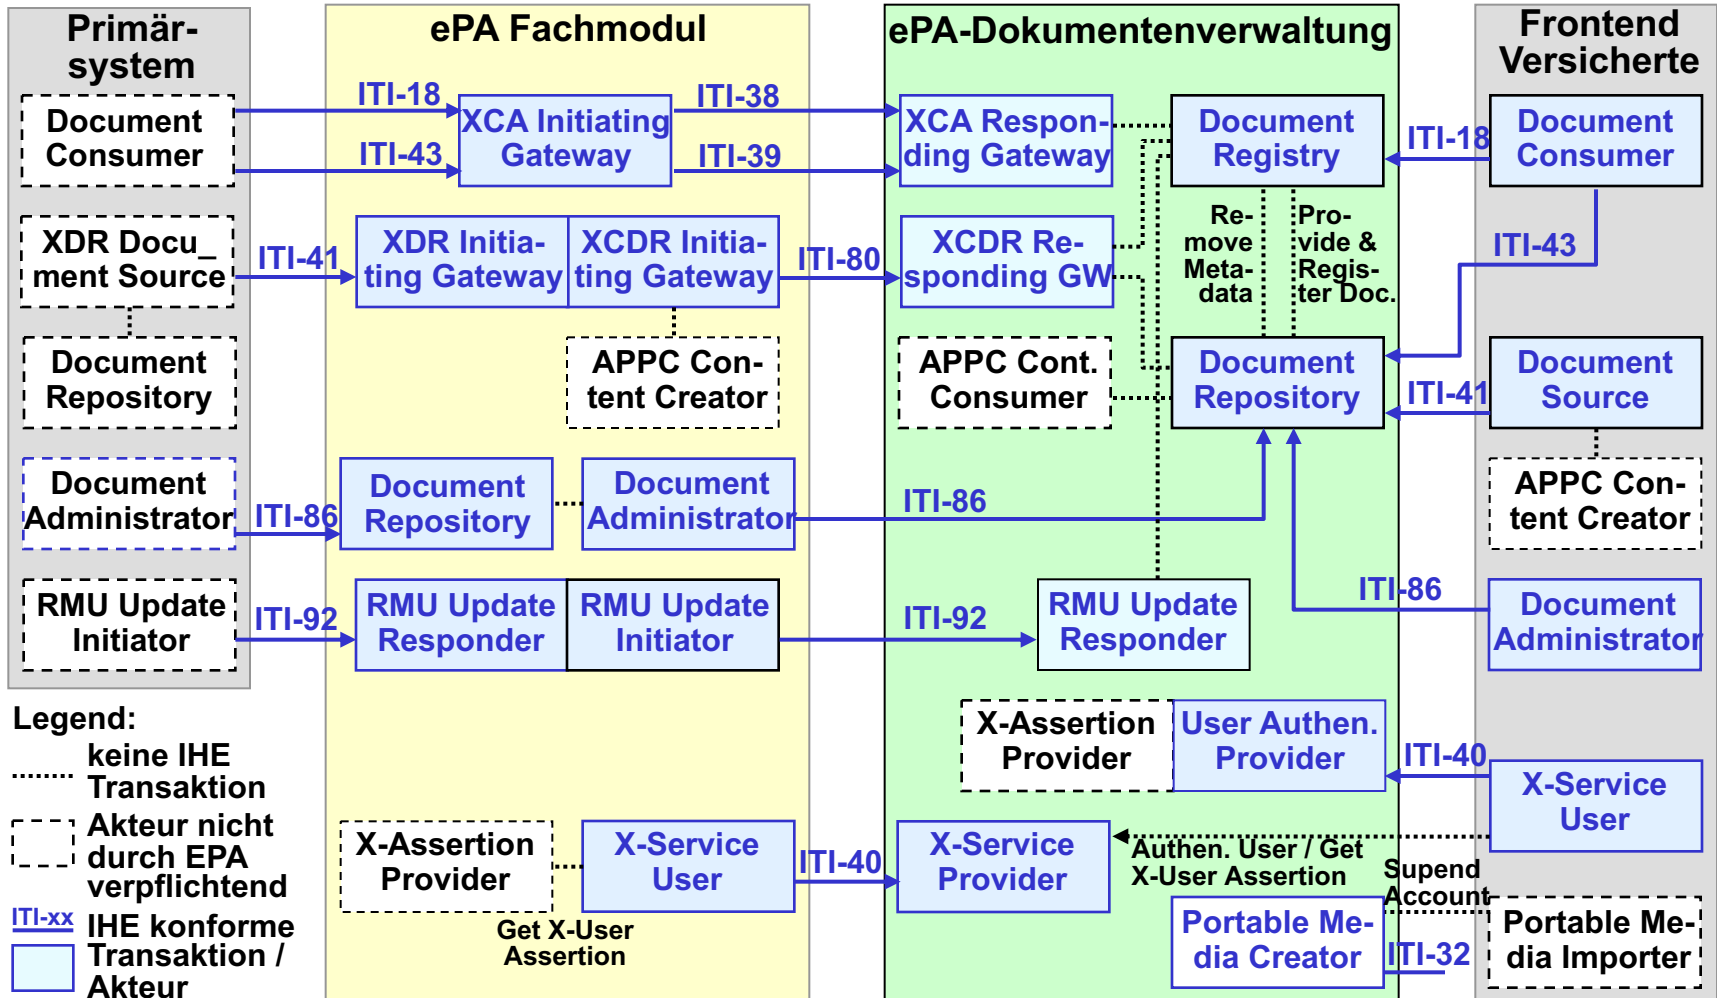 Primär-
system
Document
Consumer
XDR Docu_
ment Source
Document
Repository
Document
Administrator
RMU Update
Initiator
ITI-18
ITI-43
ITI-41
ITI-86
ITI-92
ePA Fachmodul
XCA Initiating
Gateway
XDR Initia-
ting Gateway
XCDR Initia-
ting Gateway
APPC Con-
tent Creator
Document
Repository
Document
Administrator
RMU Update
Responder
RMU Update
Initiator
X-Assertion
Provider
X-Service
User
Get X-User
Assertion
ITI-38
ITI-39
ITI-80
ITI-86
ITI-92
ITI-40
ePA-Dokumentenverwaltung
XCA Respon-
ding Gateway
Document
Registry
XCDR Re-
sponding GW
Re-
move
Meta-
data
Pro-
vide &
Regis-
ter Doc.
APPC Cont.
Consumer
Document
Repository
RMU Update
Responder
X-Assertion
Provider
User Authen.
Provider
X-Service
Provider
Authen. User / Get
X-User Assertion
Portable Me-
dia Creator
ITI-18
ITI-43
ITI-41
ITI-86
ITI-40
Supend
Account
ITI-32
Frontend
Versicherte
Document
Consumer
Document
Source
APPC Con-
tent Creator
Document
Administrator
X-Service
User
Portable Me-
dia Importer
Legend:
keine IHE
Transaktion
Akteur nicht
durch EPA
verpflichtend
ITI-xx
IHE konforme
Transaktion /
Akteur